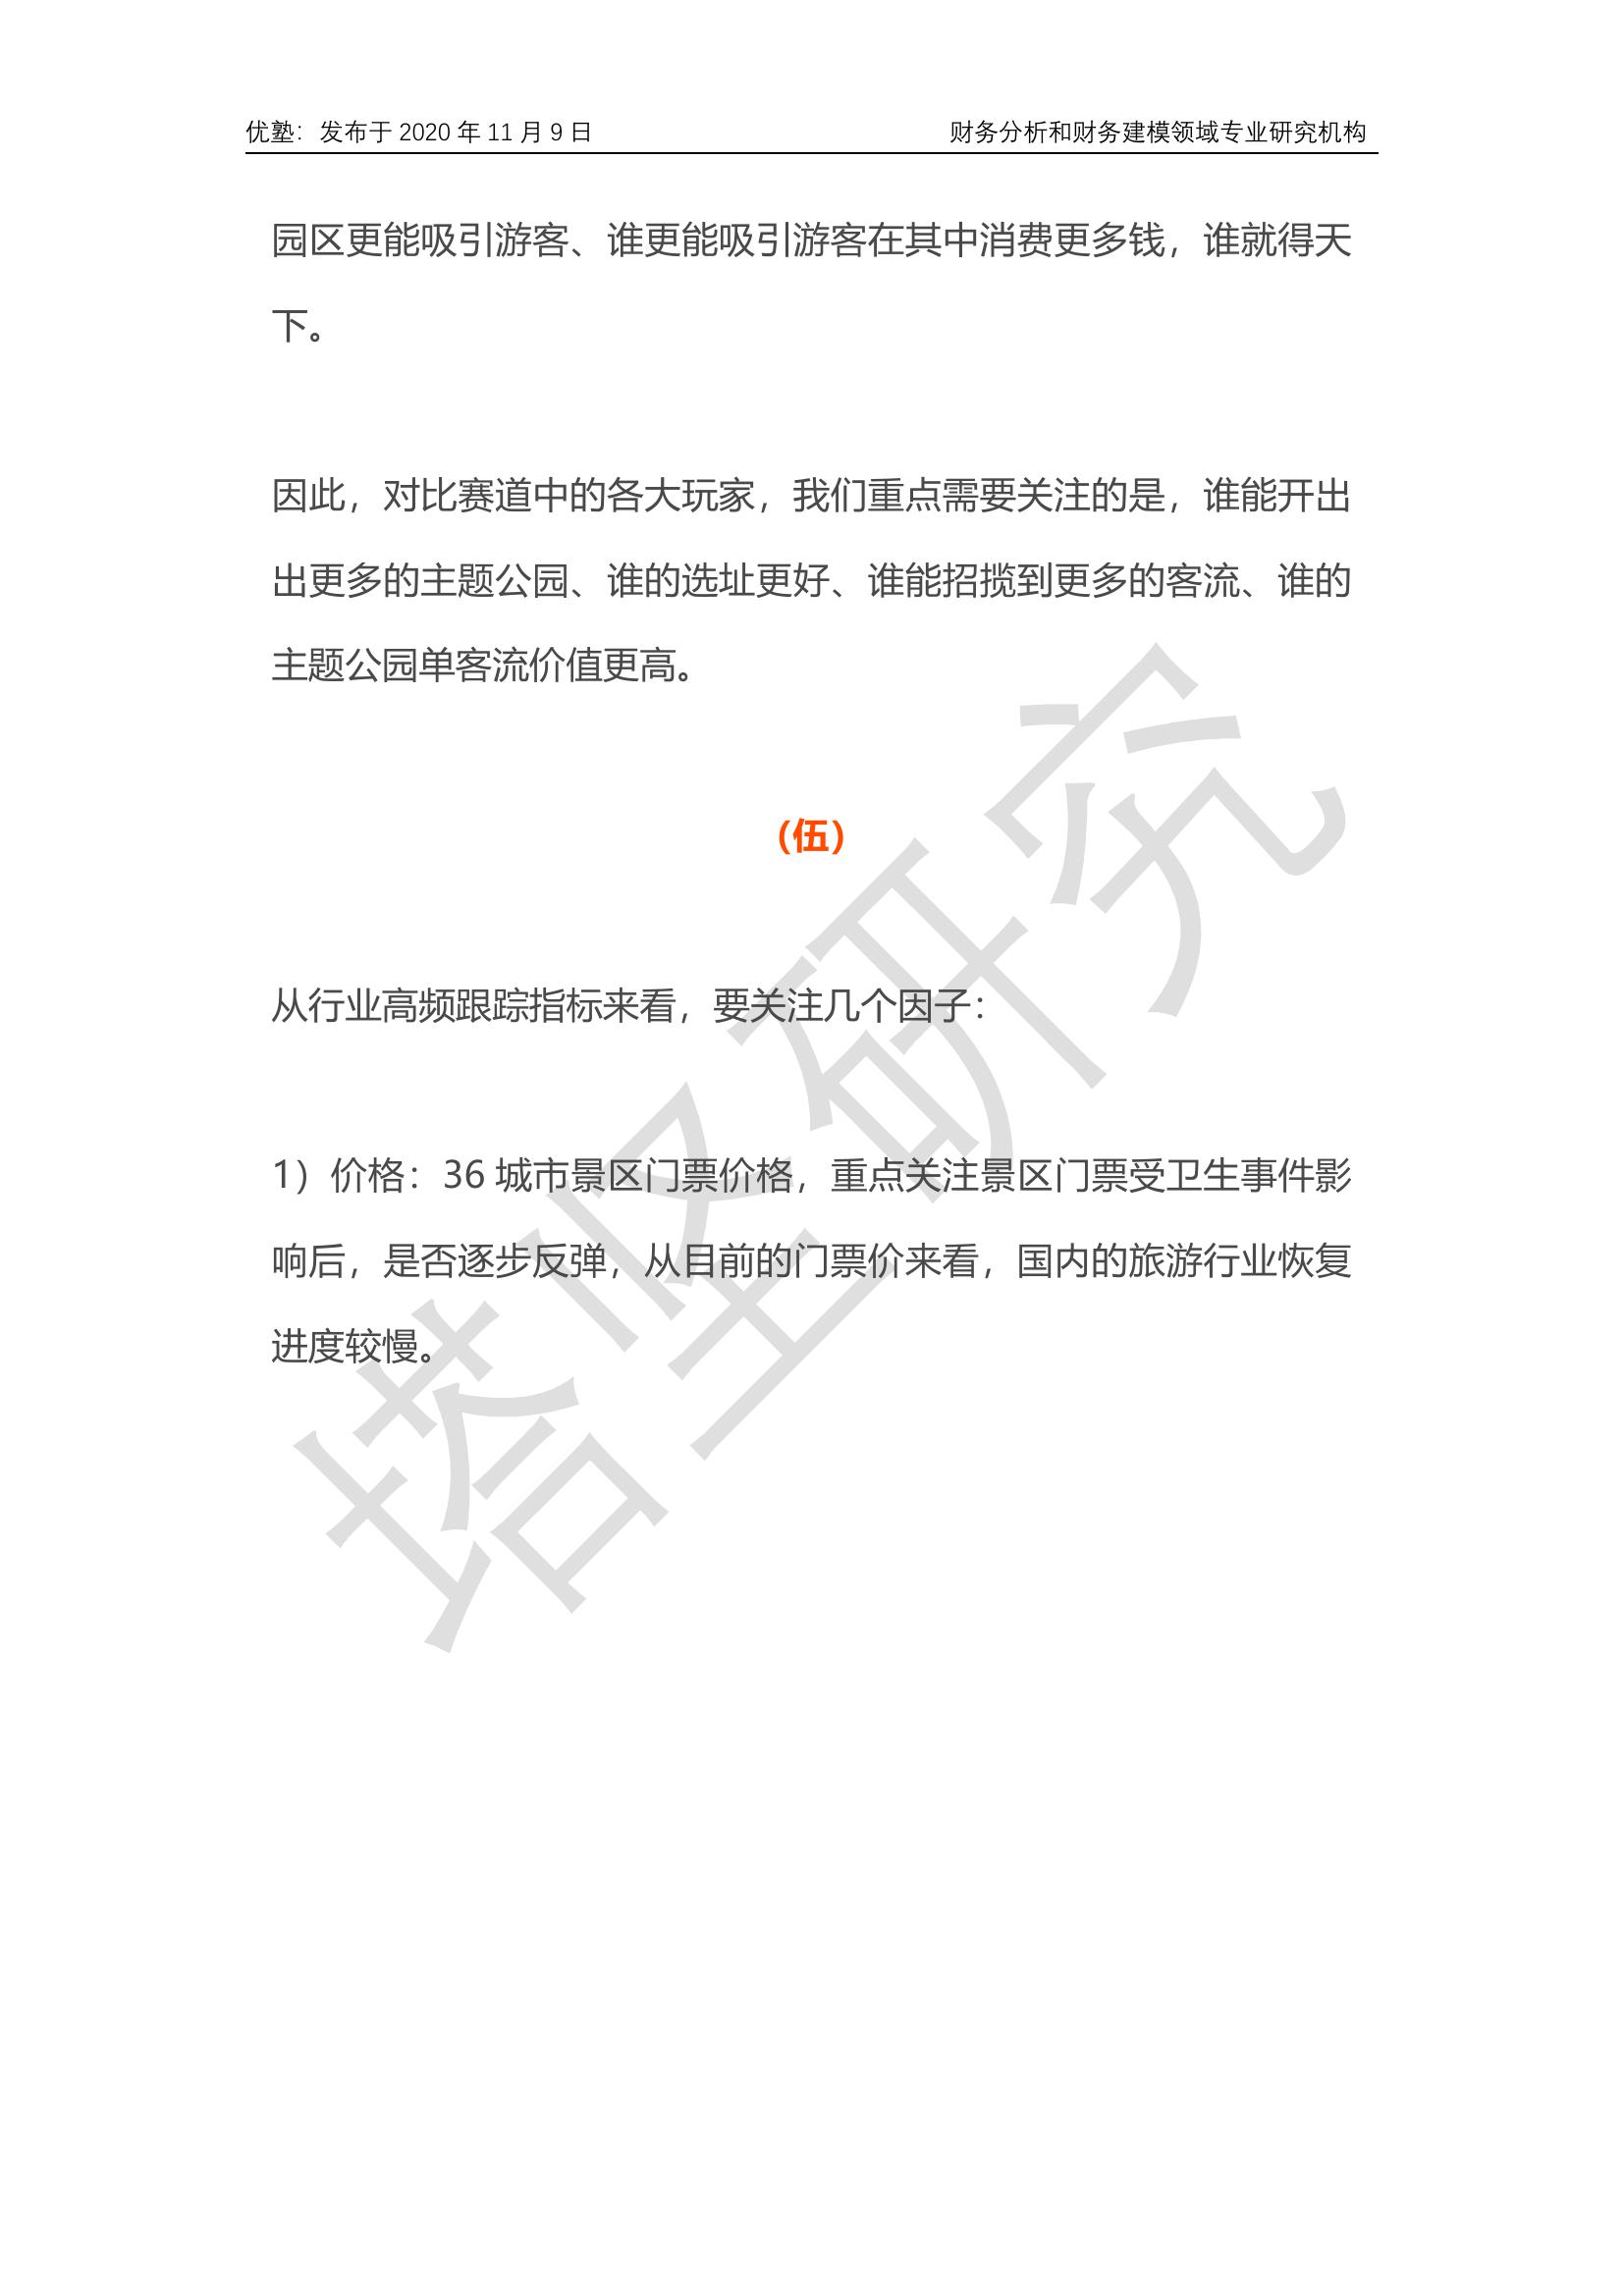 优塾：发布于 2020 年 11 月 9 日 财务分析和财务建模领域专业研究机构
园区更能吸引游客、谁更能吸引游客在其中消费更多钱，谁就得天
下。
因此，对比赛道中的各大玩家，我们重点需要关注的是，谁能开出
出更多的主题公园、谁的选址更好、谁能招揽到更多的客流、谁的
主题公园单客流价值更高。
（伍）
从行业高频跟踪指标来看，要关注几个因子：
1）价格：36 城市景区门票价格，重点关注景区门票受卫生事件影
响后，是否逐步反弹，从目前的门票价来看，国内的旅游行业恢复
进度较慢。
塔坚研究